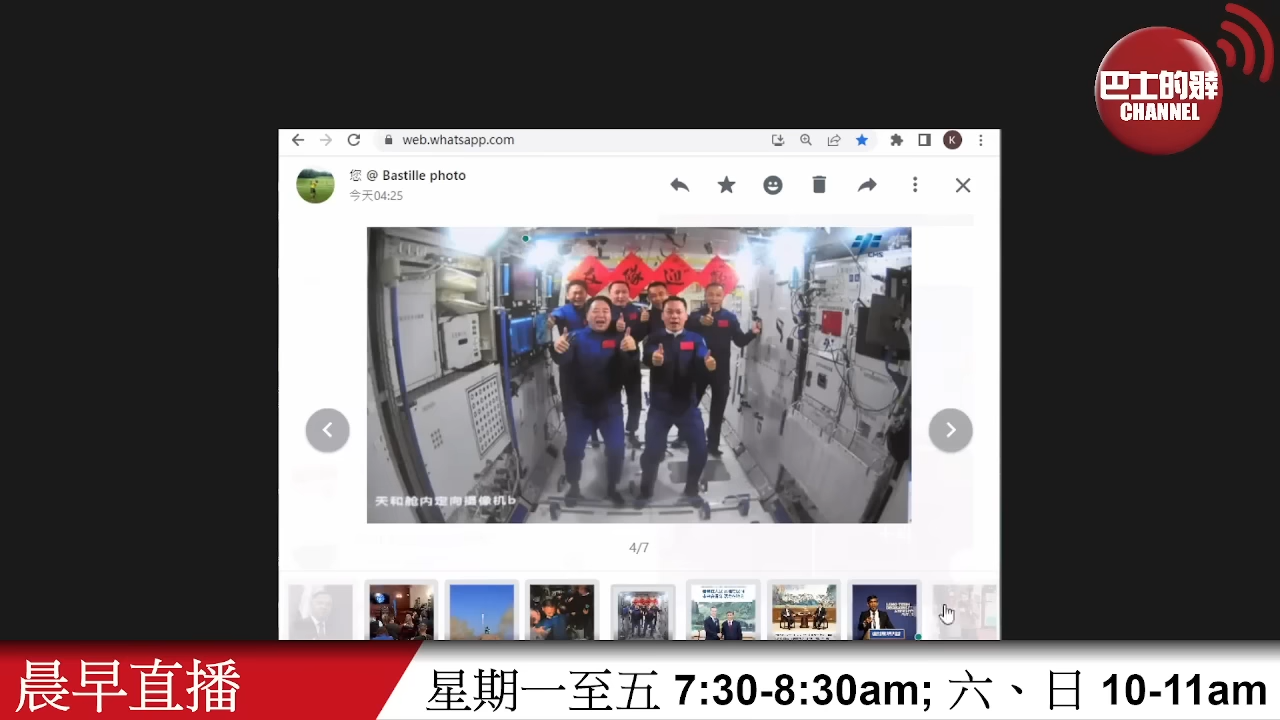 巴士的報
CHANNEL
web.whatsapp.com
K
您 @ Bastille photo
今天04:25
天和舱内定向摄像机b
4/7
晨早直播
星期一至五 7:30-8:30am; 六、日 10-11am